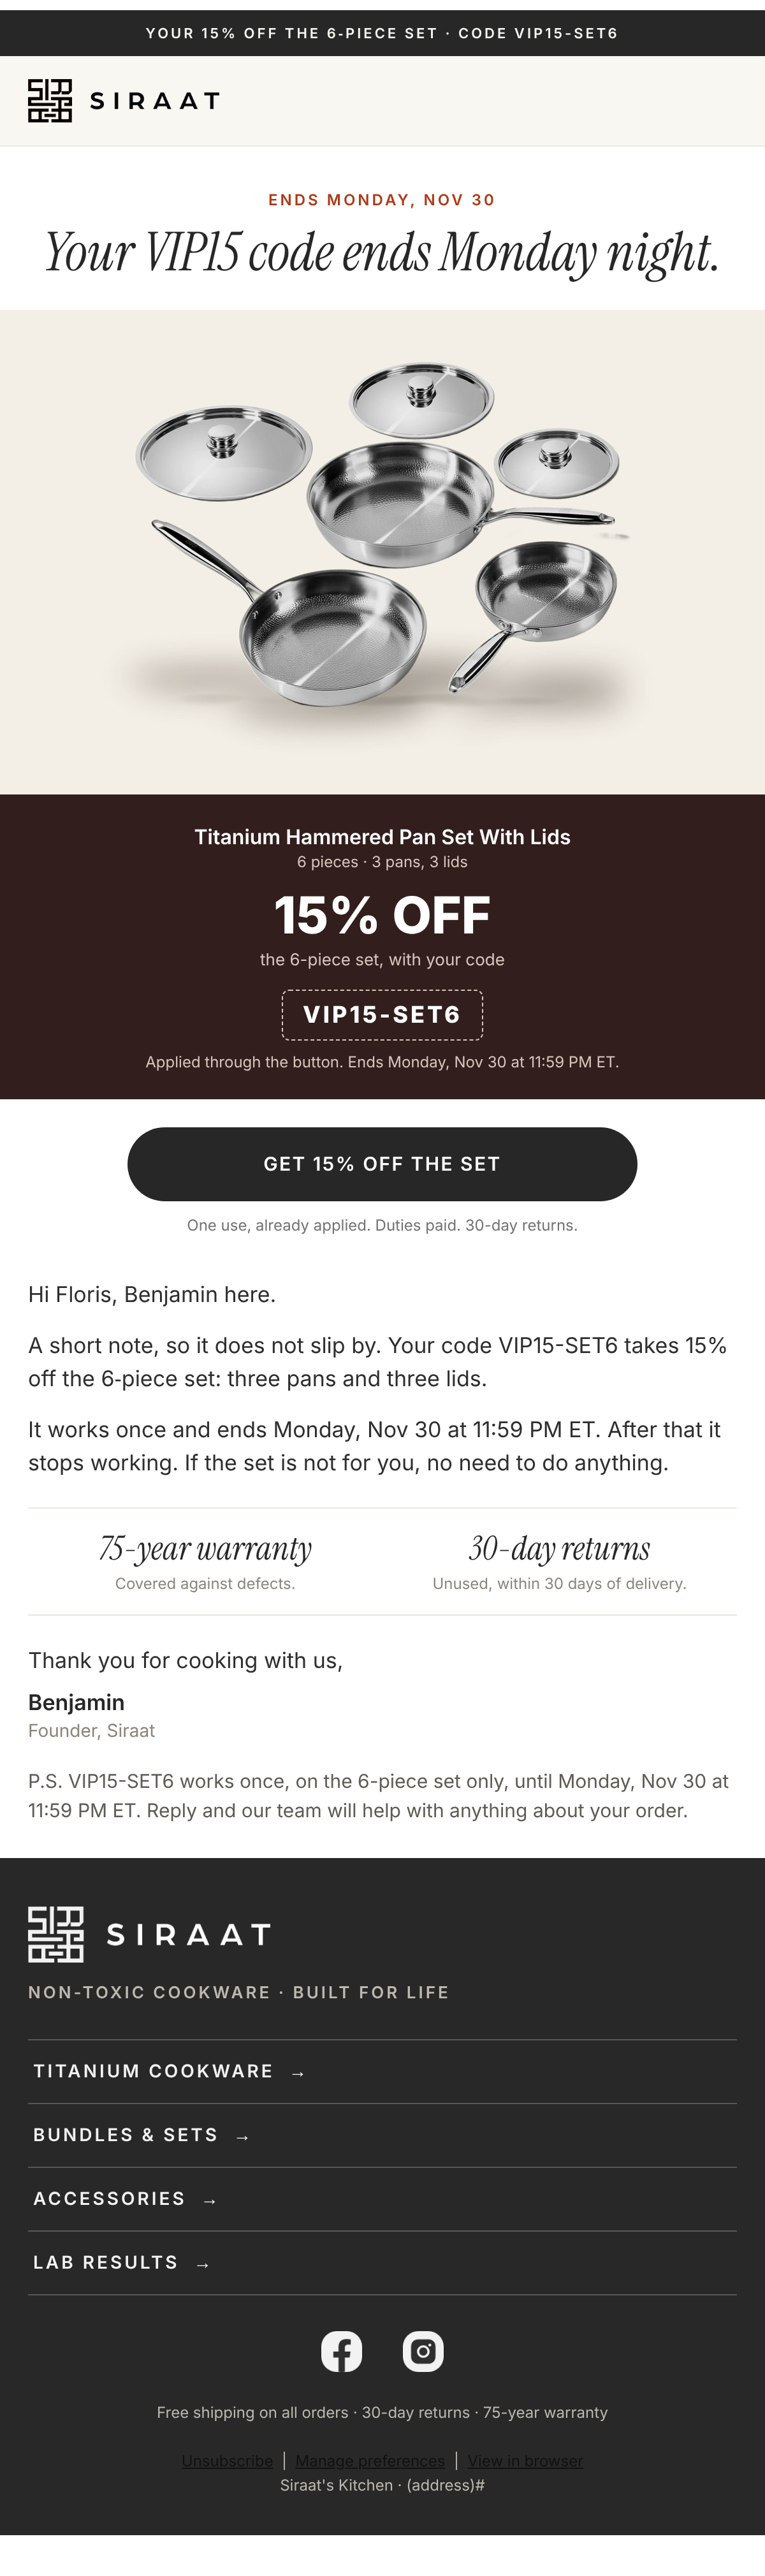 YOUR 15% OFF THE 6-PIECE SET · CODE VIP15-SET6
SIRAAT
ENDS MONDAY, NOV 30
Your VIP15 code ends Monday night.
Titanium Hammered Pan Set With Lids
6 pieces · 3 pans, 3 lids
15% OFF
the 6-piece set, with your code
VIP15-SET6
Applied through the button. Ends Monday, Nov 30 at 11:59 PM ET.
GET 15% OFF THE SET
One use, already applied. Duties paid. 30-day returns.
Hi Floris, Benjamin here.
A short note, so it does not slip by. Your code VIP15-SET6 takes 15%
off the 6-piece set: three pans and three lids.
It works once and ends Monday, Nov 30 at 11:59 PM ET. After that it
stops working. If the set is not for you, no need to do anything.
75-year warranty
Covered against defects.
30-day returns
Unused, within 30 days of delivery.
Thank you for cooking with us,
Benjamin
Founder, Siraat
P.S. VIP15-SET6 works once, on the 6-piece set only, until Monday, Nov 30 at
11:59 PM ET. Reply and our team will help with anything about your order.
SIRAAT
NON-TOXIC COOKWARE · BUILT FOR LIFE
TITANIUM COOKWARE →
BUNDLES & SETS →
ACCESSORIES →
LAB RESULTS →
Free shipping on all orders · 30-day returns · 75-year warranty
Unsubscribe | Manage preferences | View in browser
Siraat's Kitchen · (address)#